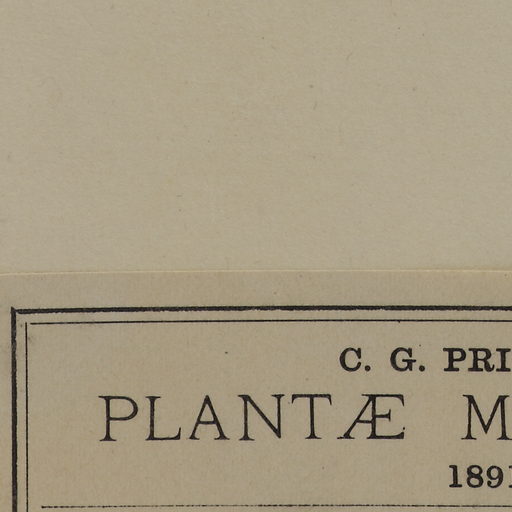 C. G. PRI
PLANTÆ M
1891